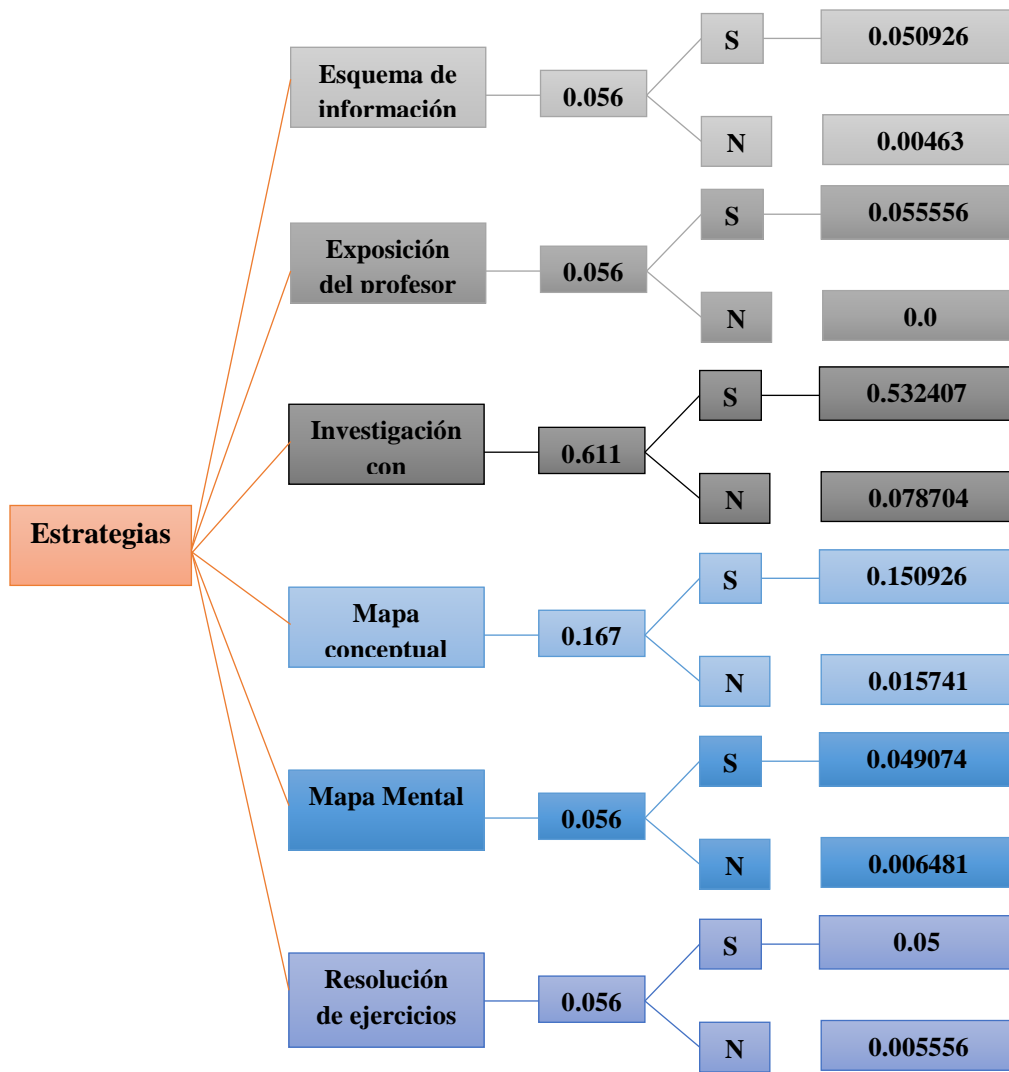 Estrategias
Esquema de
información
0.056
S
0.050926
N
0.00463
Exposición
del profesor
0.056
S
0.055556
N
0.0
Investigación
con
0.611
S
0.532407
N
0.078704
Mapa
conceptual
0.167
S
0.150926
N
0.015741
Mapa Mental
0.056
S
0.049074
N
0.006481
Resolución
de ejercicios
0.056
S
0.05
N
0.005556